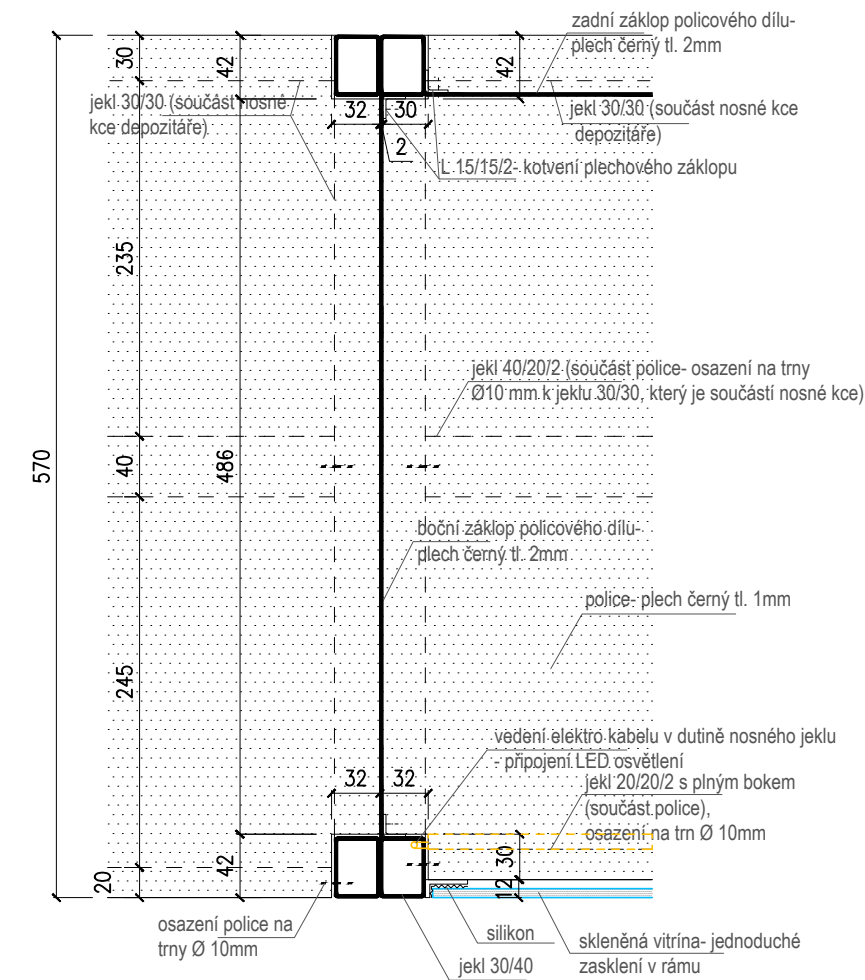 zadní záklop policového dílu-
plech černý tl. 2mm
30
42
42
jekl 30/30 (součást nosné
kce depozitáře)
jekl 30/30 (součást nosné kce
depozitáře)
32
30
2
L 15/15/2- kotvení plechového záklopu
235
jekl 40/20/2 (součást police- osazení na trny
Ø10 mm k jeklu 30/30, který je součástí nosné kce)
570
40
486
boční záklop policového dílu-
plech černý tl. 2mm
police- plech černý tl. 1mm
245
vedení elektro kabelu v dutině nosného jeklu
- připojení LED osvětlení
32
32
jekl 20/20/2 s plným bokem
(součást police),
osazení na trn Ø 10mm
30
42
20
12
osazení police na
trny Ø 10mm
silikon
skleněná vitrína- jednoduché
zasklení v rámu
jekl 30/40